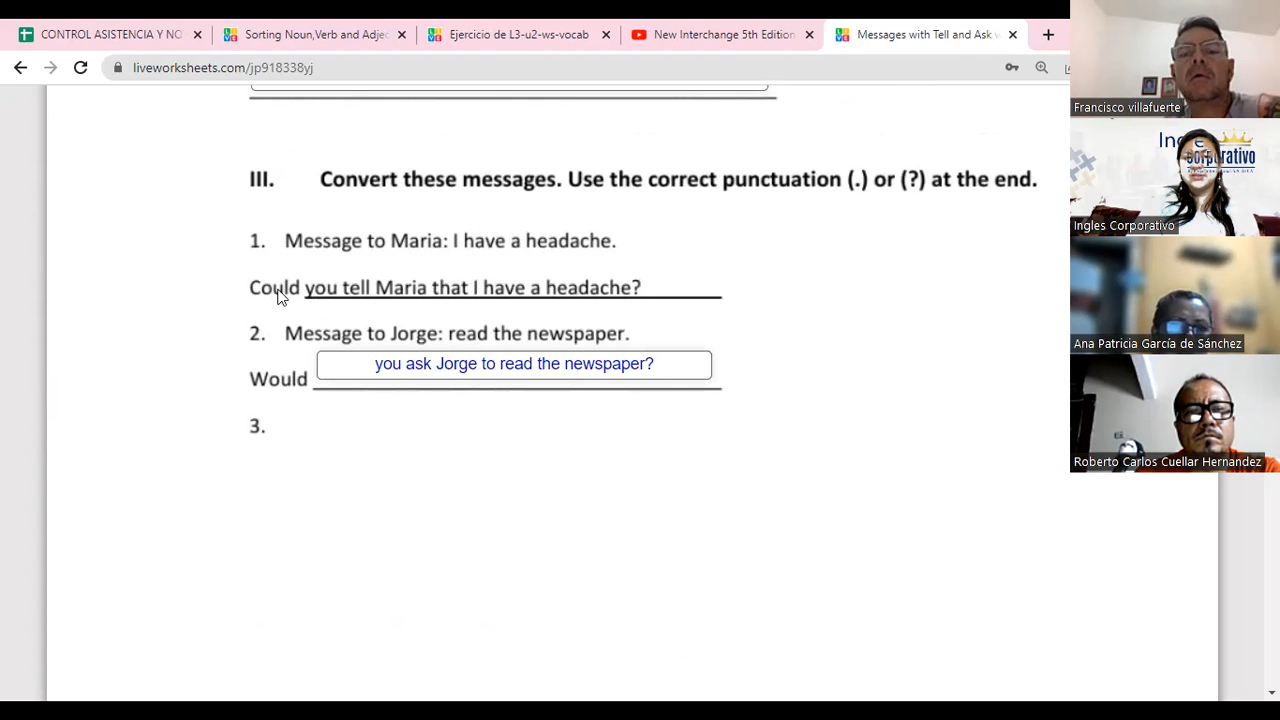 CONTROL ASISTENCIA Y NO
Sorting Noun,Verb and Adjec
Ejercicio de L3-u2-ws-vocab
New Interchange 5th Edition
Messages with Tell and Ask w
liveworksheets.com/jp918338yj
III. Convert these messages. Use the correct punctuation (.) or (?) at the end.
1. Message to Maria: I have a headache.
Could you tell Maria that I have a headache?
2. Message to Jorge: read the newspaper.
Would you ask Jorge to read the newspaper?
3.
Francisco villafuerte
Ing
corporativo
Ingles Corporativo
Ana Patricia García de Sánchez
Roberto Carlos Cuellar Hernandez